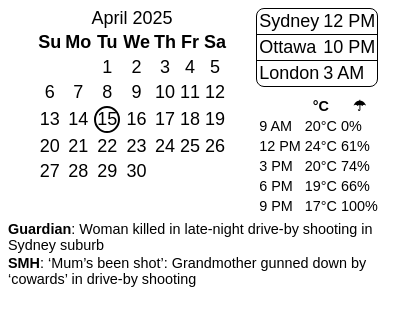 April 2025
Su Mo Tu We Th Fr Sa
1 2 3 4 5
6 7 8 9 10 11 12
13 14 15 16 17 18 19
20 21 22 23 24 25 26
27 28 29 30
Sydney 12 PM
Ottawa 10 PM
London 3 AM
°C ☂
9 AM 20°C 0%
12 PM 24°C 61%
3 PM 20°C 74%
6 PM 19°C 66%
9 PM 17°C 100%
Guardian: Woman killed in late-night drive-by shooting in
Sydney suburb
SMH: ‘Mum’s been shot’: Grandmother gunned down by
‘cowards’ in drive-by shooting